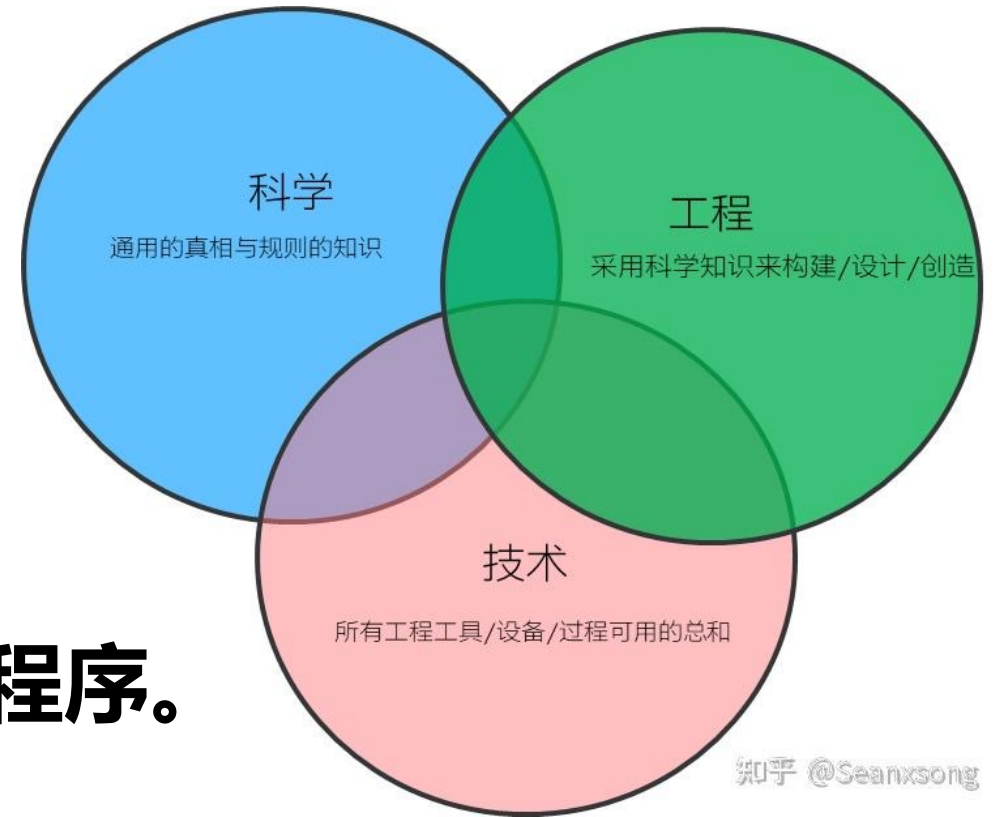 科学
通用的真相与规则的知识
工程
采用科学知识来构建/设计/创造
技术
所有工程工具/设备/过程可用的总和
程序。
知乎 @Seanxsong